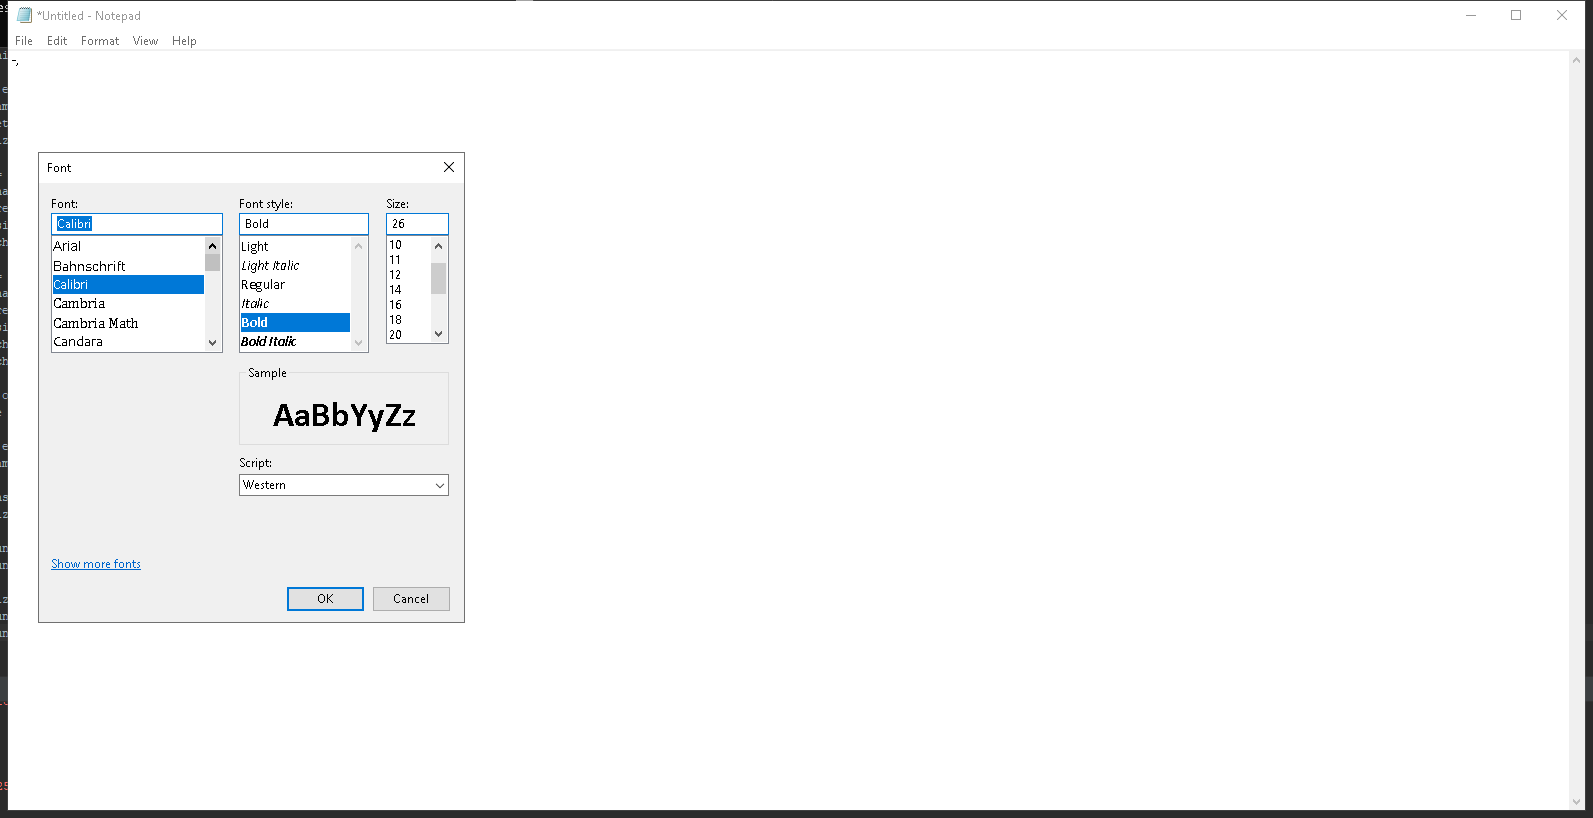 *Untitled - Notepad
File Edit Format View Help
-,
Font
Font: Font style: Size:
Calibri Bold 26
Arial Light 10
Bahnschrift Light Italic 11
Calibri Regular 12
Cambria Italic 14
Cambria Math Bold 16
Candara Bold Italic 18
20
Sample
AaBbYyZz
Script:
Western
Show more fonts
OK Cancel